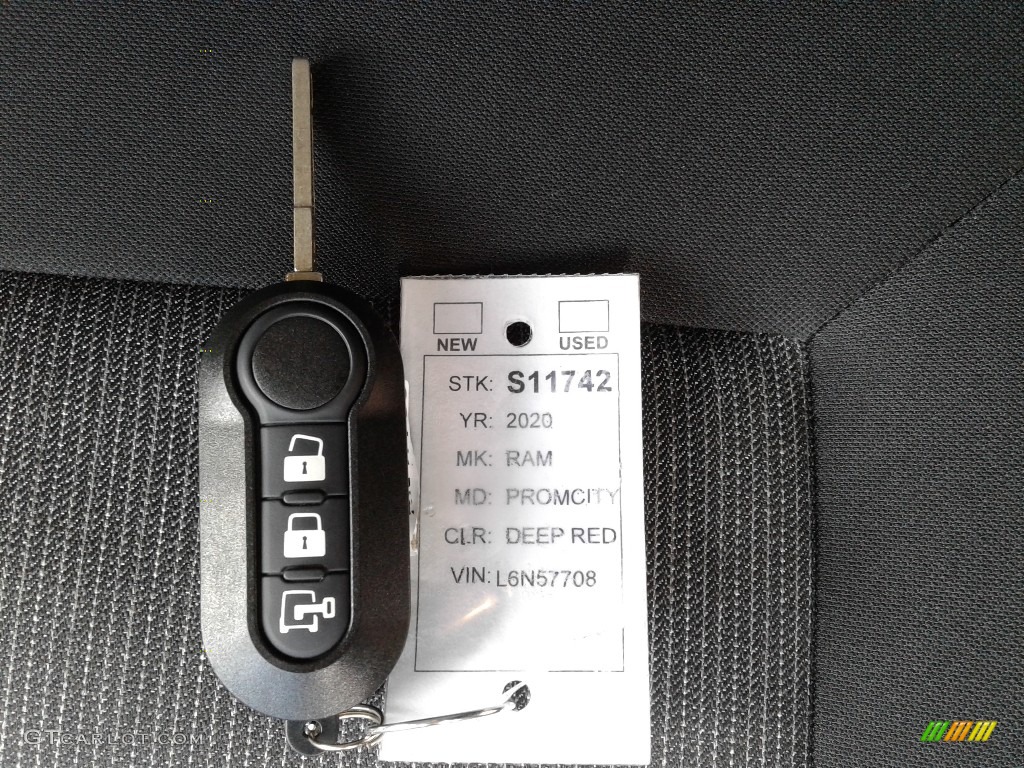 NEW USED
STK: S11742
YR: 2020
MK: RAM
MD: PROMCITY
CLR: DEEP RED
VIN: L6N57708
© GTCarLot.com